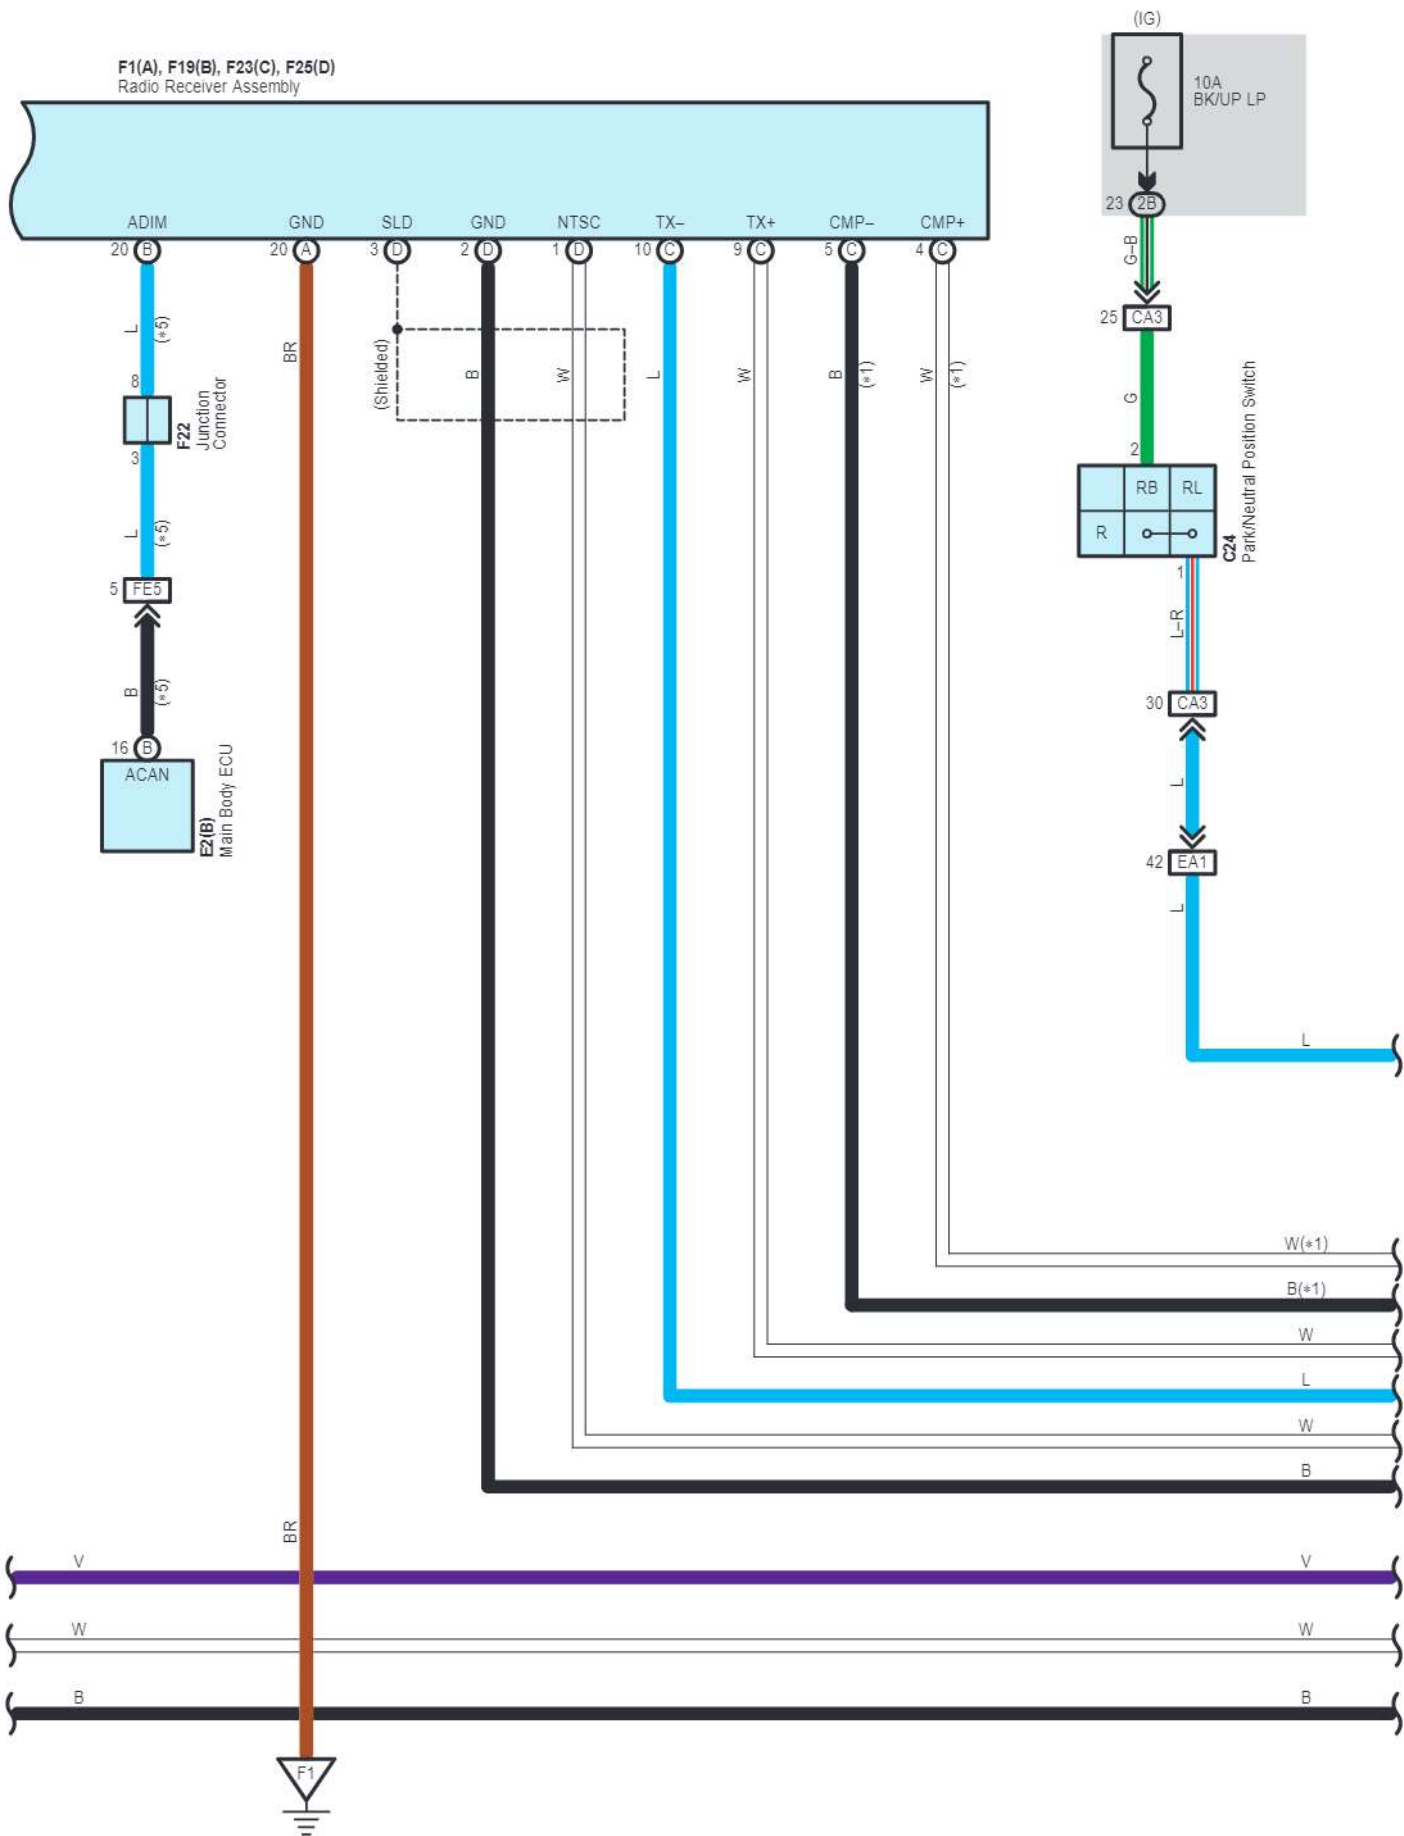 (IG)
F1(A), F19(B), F23(C), F25(D)
Radio Receiver Assembly
10A
BK/UP LP
23 2B
ADIM GND SLD GND NTSC TX− TX+ CMP− CMP+
20 B 20 A 3 D 2 D 1 D 10 C 9 C 5 C 4 C
G−B
25 CA3
L (∗5)
BR
(Shielded)
B
W
L
W
B (∗1)
W (∗1)
G
8
F22
Junction
Connector
3
2
RB RL
R
C24
Park/Neutral Position Switch
1
L (∗5)
5 FE5
L−R
B (∗5)
30 CA3
16 B
ACAN
E2(B)
Main Body ECU
L
42 EA1
L
L
W(∗1)
B(∗1)
W
L
W
B
BR
V V
W W
B B
F1